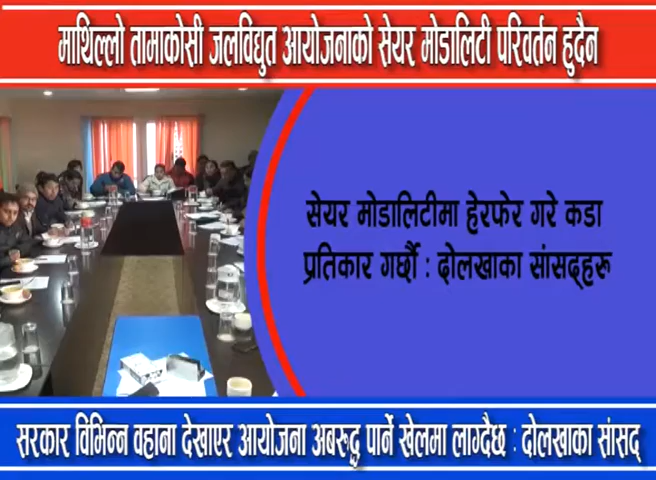 माथिल्लो तामाकोसी जलविद्युत आयोजनाको सेयर मोडालिटी परिवर्तन हुदैन
सेयर मोडालिटीमा हेरफेर गरे कडा
प्रतिकार गर्छौं : दोलखाका सांसद्हरु
सरकार विभिन्न वहाना देखाएर आयोजना अबरुद्ध पार्ने खेलमा लाग्दैछ : दोलखाका सांसद्